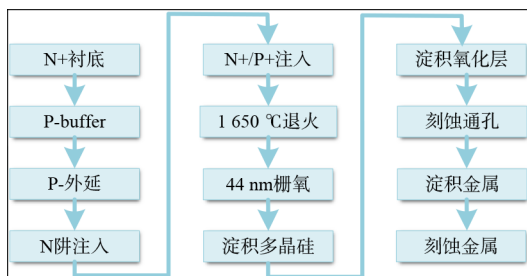 N+衬底
P-buffer
P-外延
N阱注入
N+/P+注入
1 650 ℃退火
44 nm栅氧
淀积多晶硅
淀积氧化层
刻蚀通孔
淀积金属
刻蚀金属